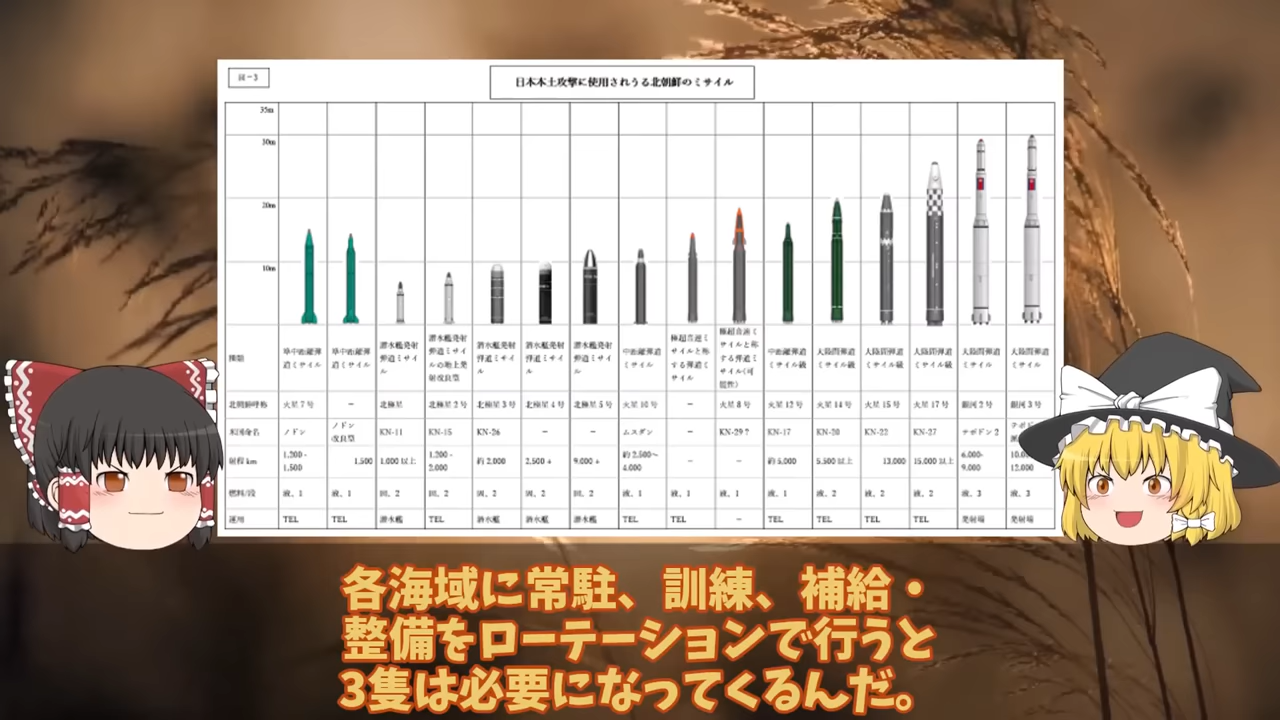 図-3
日本本土攻撃に使用されうる北朝鮮のミサイル
35m
30m
20m
10m
種類
準中距離弾道ミサイル
準中距離弾道ミサイル
潜水艦発射弾道ミサイル
潜水艦発射弾道ミサイルの地上発射改良型
潜水艦発射弾道ミサイル
潜水艦発射弾道ミサイル
潜水艦発射弾道ミサイル
中距離弾道ミサイル
極超音速ミサイルと称する弾道ミサイル
極超音速ミサイルと称する弾道ミサイル(可能性)
中距離弾道ミサイル級
大陸間弾道ミサイル級
大陸間弾道ミサイル級
大陸間弾道ミサイル級
大陸間弾道ミサイル
大陸間弾道ミサイル
北朝鮮呼称 火星7号 － 北極星 北極星2号 北極星3号 北極星4号 北極星5号 火星10号 － 火星8号 火星12号 火星14号 火星15号 火星17号 銀河2号 銀河3号
米国命名 ノドン ノドン改良型 KN-11 KN-15 KN-26 － － ムスダン － KN-29? KN-17 KN-20 KN-22 KN-27 テポドン2
射程km 1,200-1,500 1,500 1,000以上 1,200-2,000 約2,000 2,500+ 9,000+ 約2,500~4,000 － － 約5,000 5,500以上 13,000 15,000以上 6,000-9,000 10,000-12,000
燃料/段 液、1 液、1 固、2 固、2 固、2 固、2 固、2 液、1 液、1 液、1 液、1 液、2 液、2 液、2 液、3 液、3
運用 TEL TEL 潜水艦 TEL 潜水艦 潜水艦 潜水艦 TEL TEL － TEL TEL TEL TEL 発射場 発射場
各海域に常駐、訓練、補給・
整備をローテーションで行うと
3隻は必要になってくるんだ。